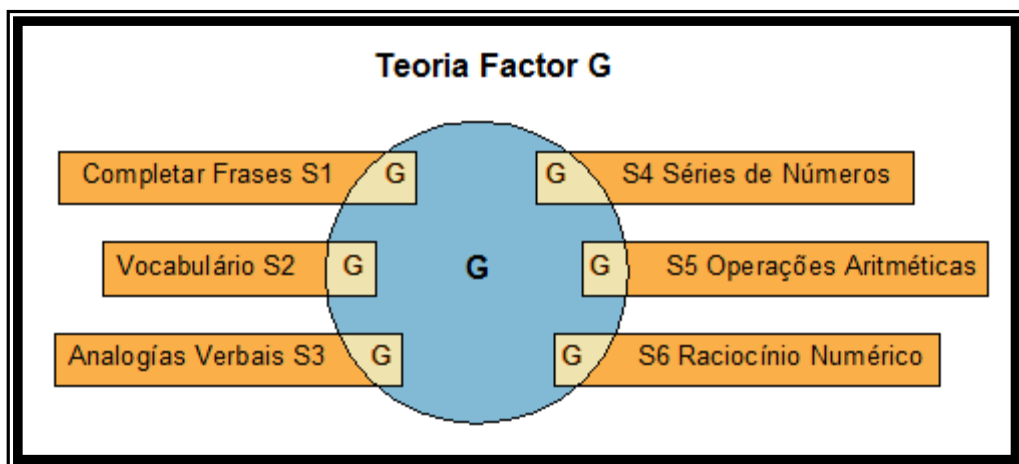 Teoria Factor G
Completar Frases S1 G
G S4 Séries de Números
Vocabulário S2 G
G
G S5 Operações Aritméticas
Analogías Verbais S3 G
G S6 Raciocínio Numérico